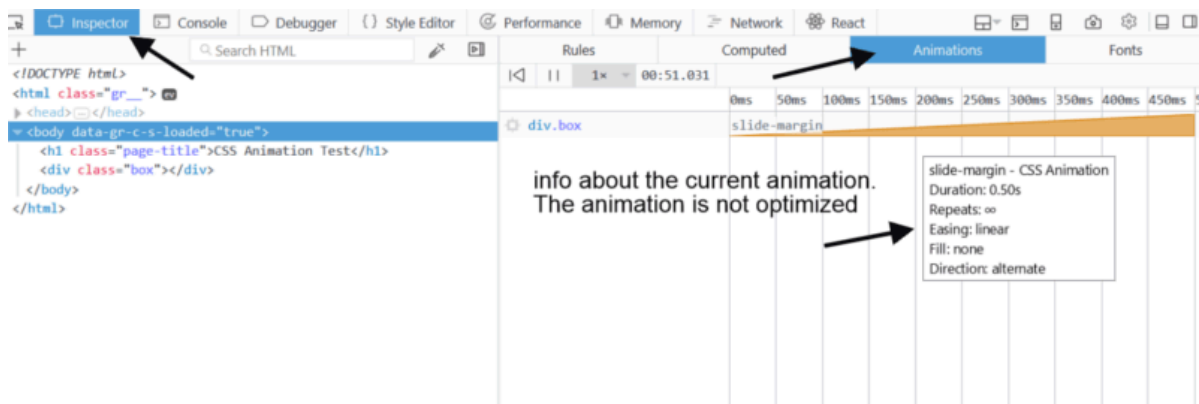 Inspector Console Debugger { } Style Editor Performance Memory Network React
+ Search HTML
Rules Computed Animations Fonts
<!DOCTYPE html>
<html class="gr__"> ev
<head></head>
<body data-gr-c-s-loaded="true">
<h1 class="page-title">CSS Animation Test</h1>
<div class="box"></div>
</body>
</html>
1× 00:51.031
0ms 50ms 100ms 150ms 200ms 250ms 300ms 350ms 400ms 450ms
div.box slide-margin
info about the current animation.
The animation is not optimized
slide-margin - CSS Animation
Duration: 0.50s
Repeats: ∞
Easing: linear
Fill: none
Direction: alternate